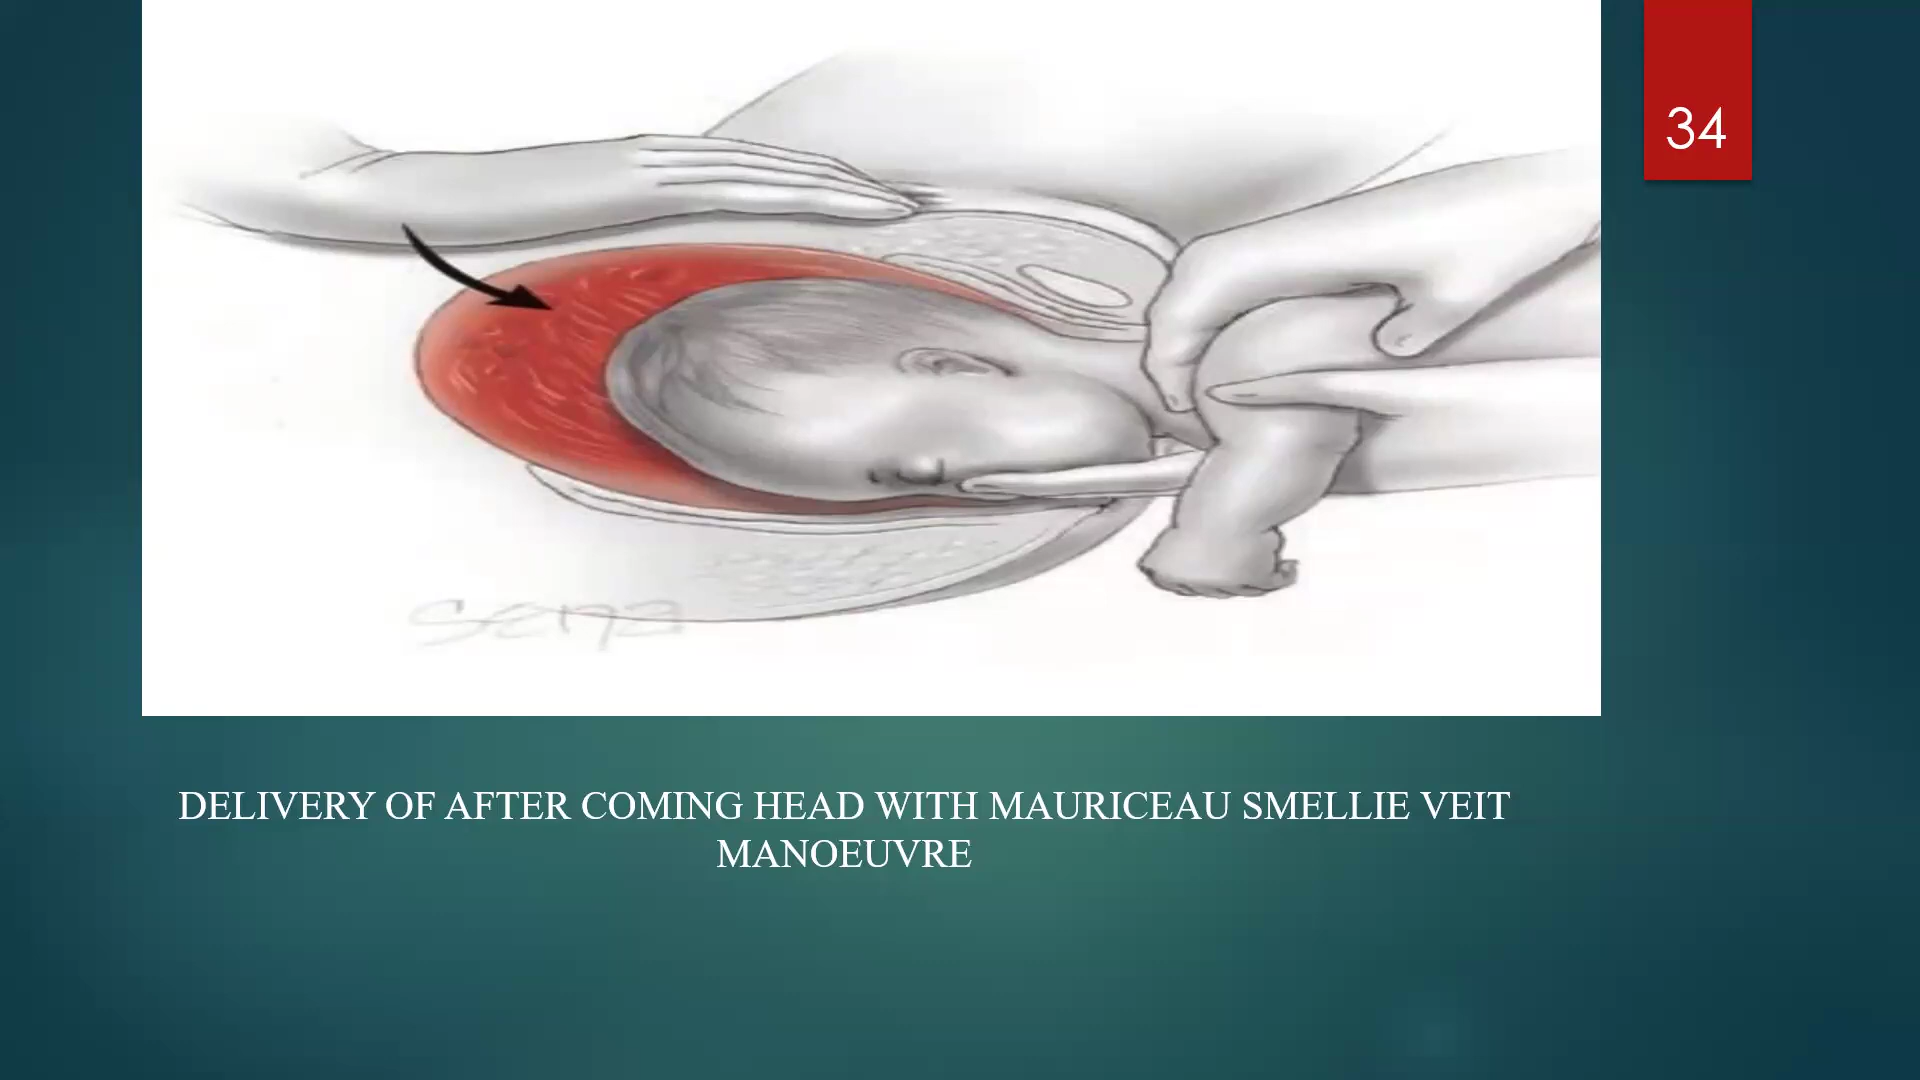 34
DELIVERY OF AFTER COMING HEAD WITH MAURICEAU SMELLIE VEIT
MANOEUVRE